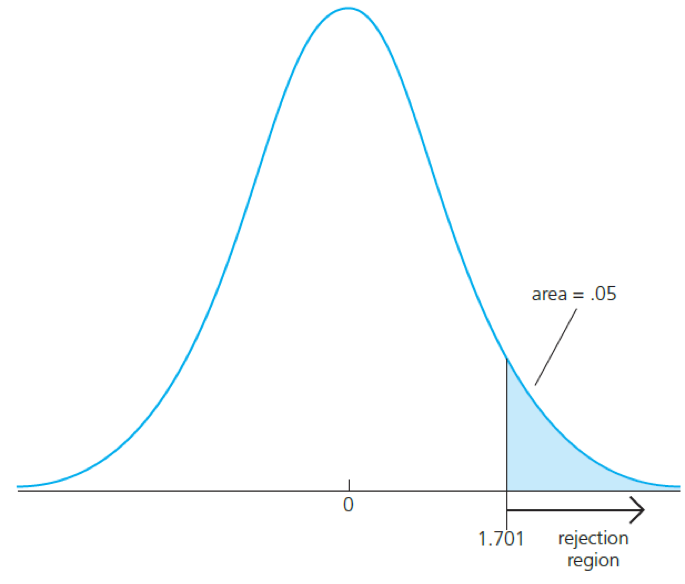 area = .05
0
1.701
rejection
region